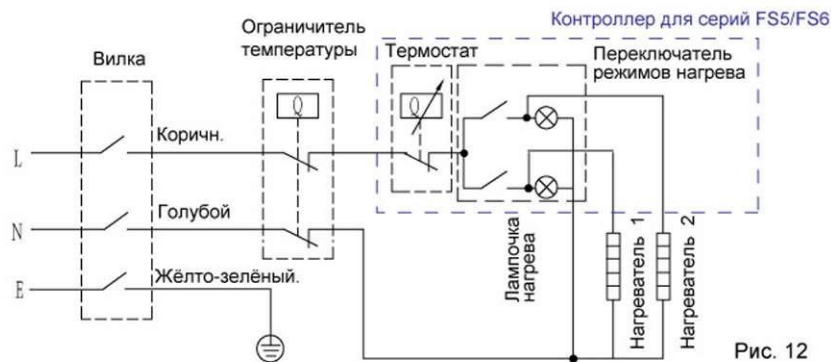 Контроллер для серий FS5/FS6
Ограничитель
температуры
Термостат
Переключатель
режимов нагрева
Вилка
Q
Q
L
Коричн.
N
Голубой
E
Жёлто-зелёный.
Лампочка
нагрева
Нагреватель 1
Нагреватель 2
Рис. 12